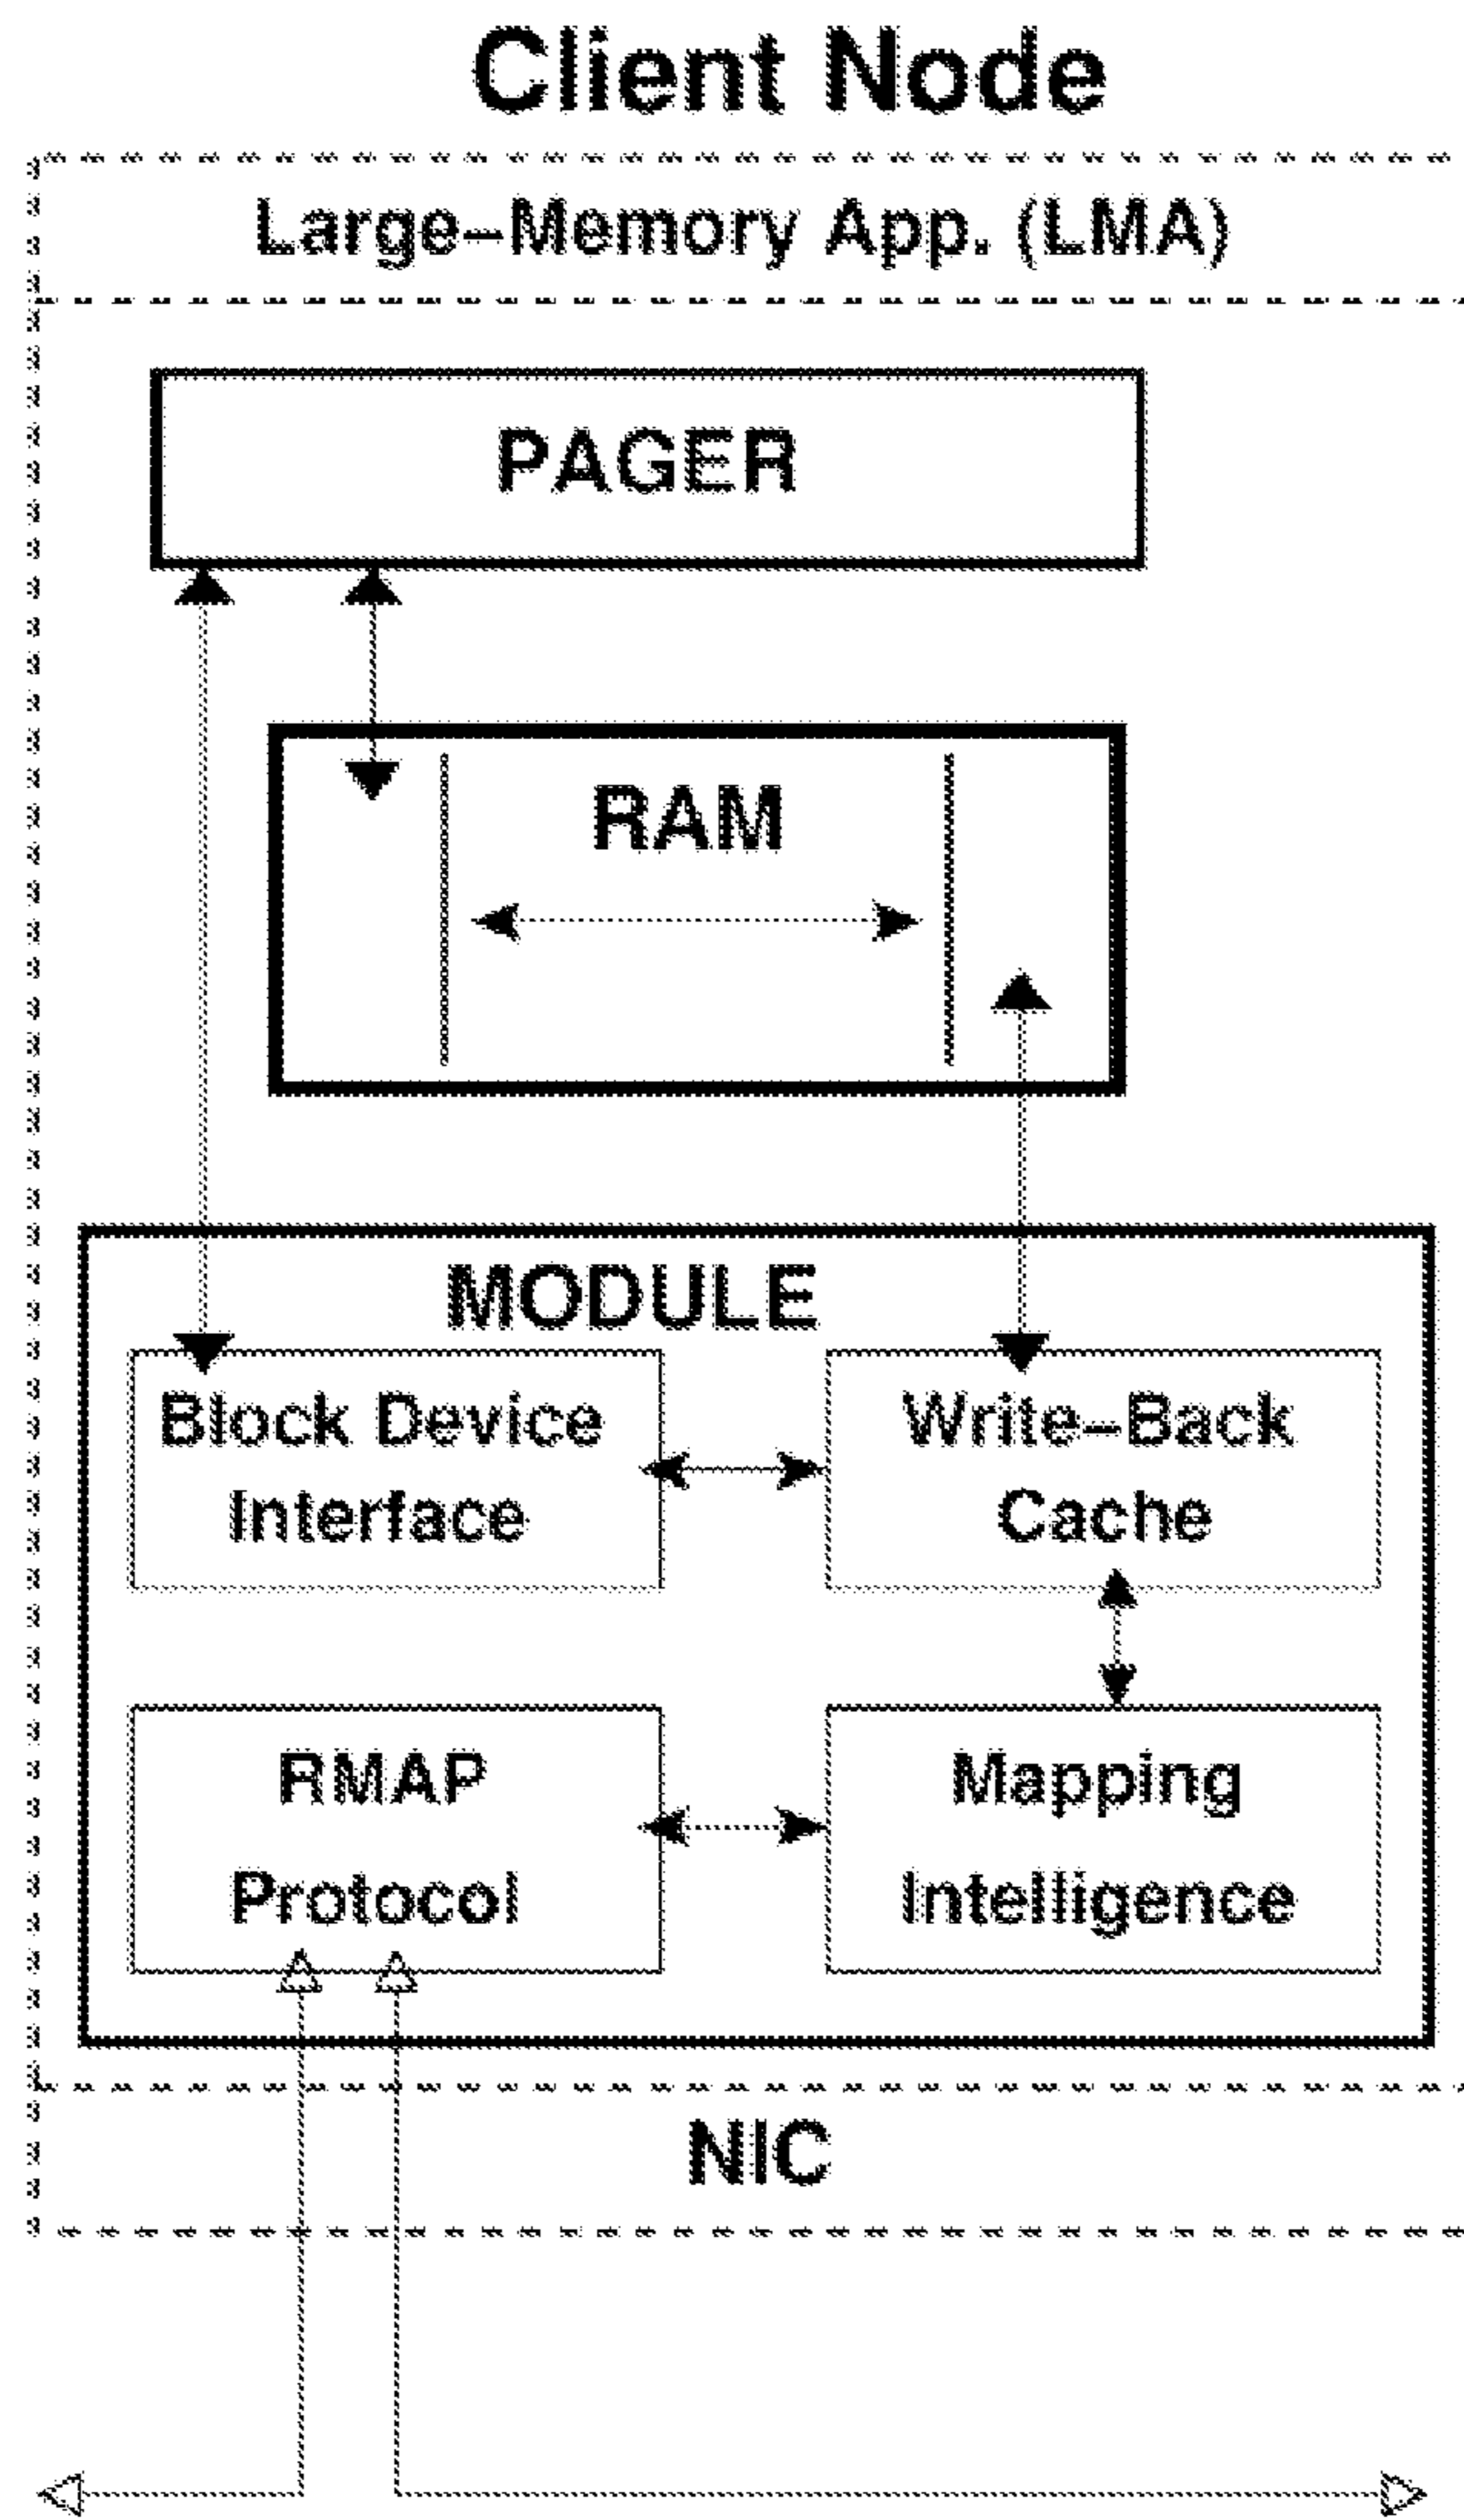 Client Node
Large-Memory App. (LMA)
PAGER
RAM
MODULE
Block Device
Interface
Write-Back
Cache
RMAP
Protocol
Mapping
Intelligence
NIC